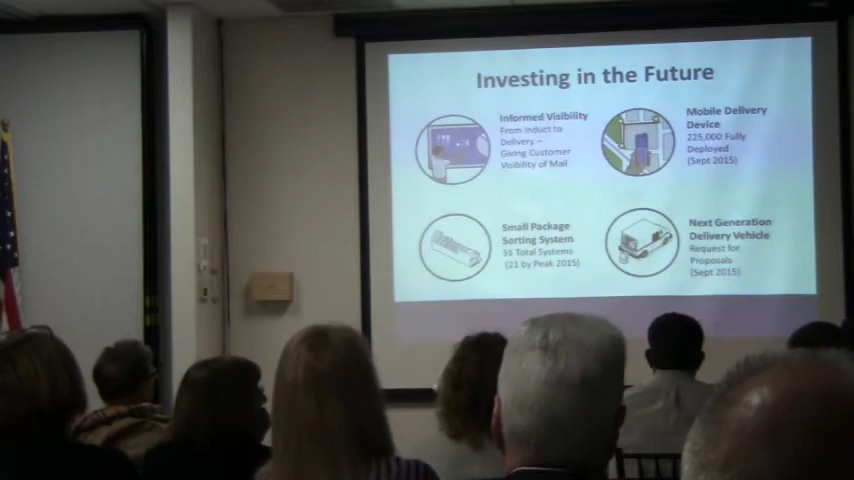 Investing in the Future
Informed Visibility
From Induct to
Delivery –
Giving Customer
Visibility of Mail
Mobile Delivery
Device
225,000 Fully
Deployed
(Sept 2015)
Small Package
Sorting System
31 Total Systems
(21 by Peak 2015)
Next Generation
Delivery Vehicle
Request for
Proposals
(Sept 2015)